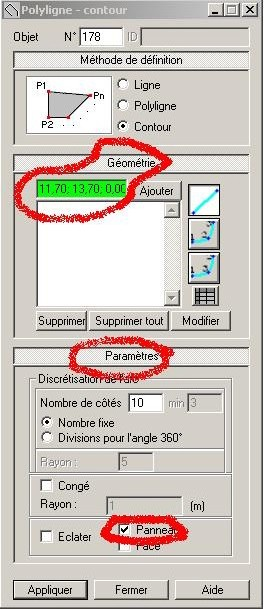 Polyligne - contour
Objet N° 178 ID
Méthode de définition
P1
Pn
P2
Ligne
Polyligne
Contour
Géométrie
11,70; 13,70; 0,00
Ajouter
Supprimer Supprimer tout Modifier
Paramètres
Discrétisation de l'arc
Nombre de côtés 10 min 3
Nombre fixe
Divisions pour l'angle 360°
Rayon : 5
Congé
Rayon : 1 (m)
Eclater
Panneau
Face
Appliquer Fermer Aide